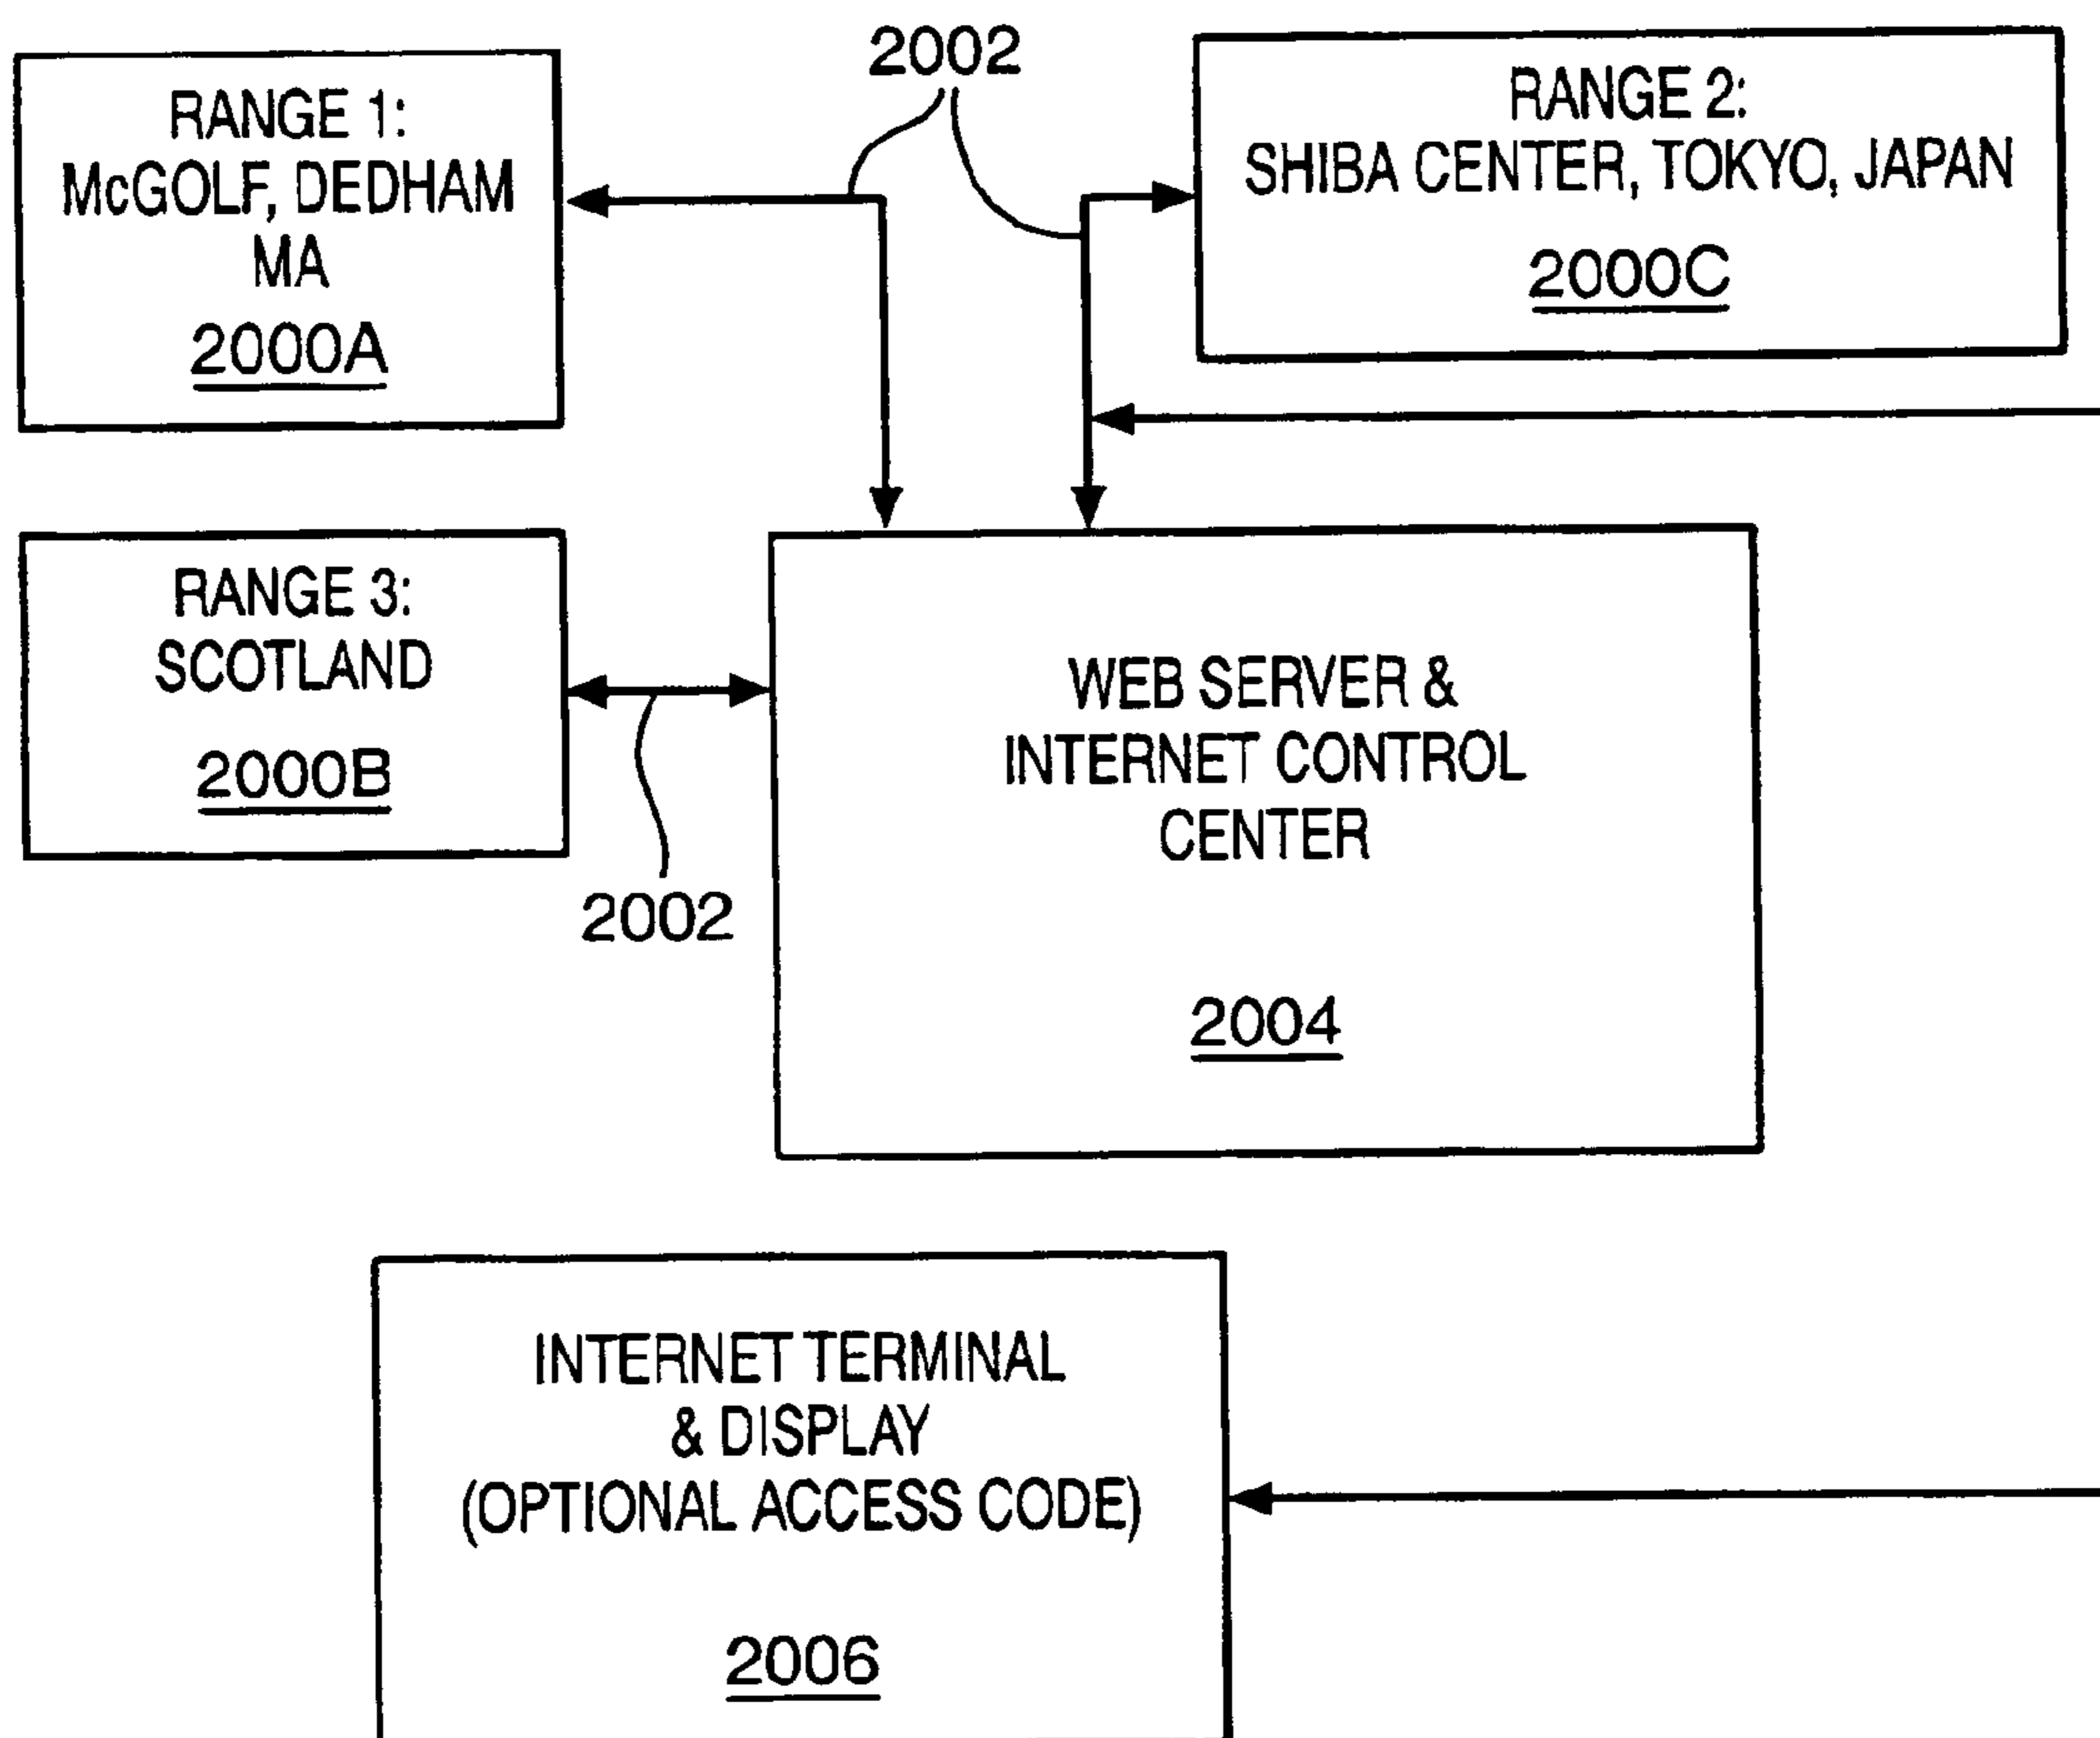 2002
RANGE 1:
McGOLF, DEDHAM
MA
2000A
RANGE 2:
SHIBA CENTER, TOKYO, JAPAN
2000C
RANGE 3:
SCOTLAND
2000B
2002
WEB SERVER &
INTERNET CONTROL
CENTER
2004
INTERNET TERMINAL
& DISPLAY
(OPTIONAL ACCESS CODE)
2006